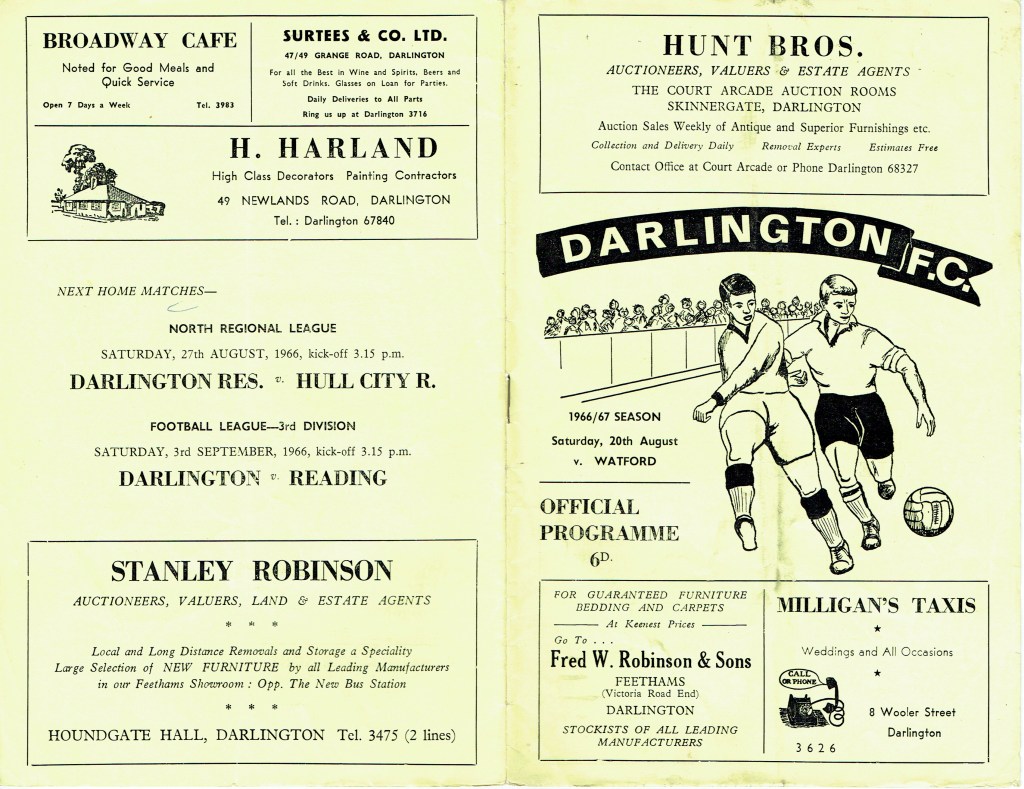 BROADWAY CAFE
Noted for Good Meals and
Quick Service
Open 7 Days a Week Tel. 3983
SURTEES & CO. LTD.
47/49 GRANGE ROAD, DARLINGTON
For all the Best in Wine and Spirits, Beers and
Soft Drinks. Glasses on Loan for Parties.
Daily Deliveries to All Parts
Ring us up at Darlington 3716
H. HARLAND
High Class Decorators Painting Contractors
49 NEWLANDS ROAD, DARLINGTON
Tel. : Darlington 67840
NEXT HOME MATCHES—
NORTH REGIONAL LEAGUE
SATURDAY, 27th AUGUST, 1966, kick-off 3.15 p.m.
DARLINGTON RES. v. HULL CITY R.
FOOTBALL LEAGUE—3rd DIVISION
SATURDAY, 3rd SEPTEMBER, 1966, kick-off 3.15 p.m.
DARLINGTON v. READING
STANLEY ROBINSON
AUCTIONEERS, VALUERS, LAND & ESTATE AGENTS
* * *
Local and Long Distance Removals and Storage a Speciality
Large Selection of NEW FURNITURE by all Leading Manufacturers
in our Feethams Showroom : Opp. The New Bus Station
* * *
HOUNDGATE HALL, DARLINGTON Tel. 3475 (2 lines)
HUNT BROS.
AUCTIONEERS, VALUERS & ESTATE AGENTS
THE COURT ARCADE AUCTION ROOMS
SKINNERGATE, DARLINGTON
Auction Sales Weekly of Antique and Superior Furnishings etc.
Collection and Delivery Daily Removal Experts Estimates Free
Contact Office at Court Arcade or Phone Darlington 68327
DARLINGTON F.C.
1966/67 SEASON
Saturday, 20th August
v. WATFORD
OFFICIAL
PROGRAMME
6D.
FOR GUARANTEED FURNITURE
BEDDING AND CARPETS
At Keenest Prices
Go To . . .
Fred W. Robinson & Sons
FEETHAMS
(Victoria Road End)
DARLINGTON
STOCKISTS OF ALL LEADING
MANUFACTURERS
MILLIGAN'S TAXIS
★
Weddings and All Occasions
★
CALL
OR PHONE
8 Wooler Street
Darlington
3 6 2 6